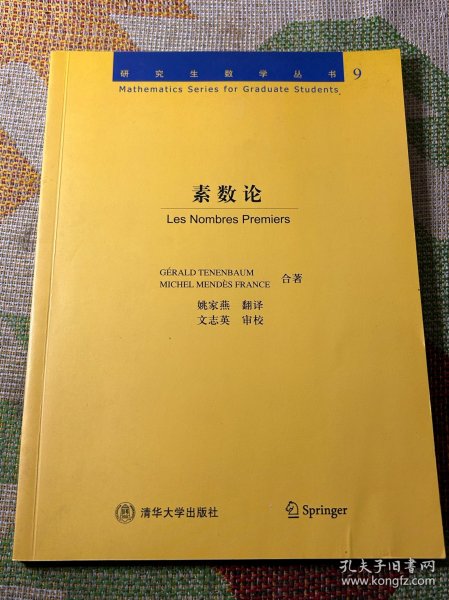 研究生数学丛书 9
Mathematics Series for Graduate Students
素数论
Les Nombres Premiers
GÉRALD TENENBAUM
MICHEL MENDÈS FRANCE 合著
姚家燕 翻译
文志英 审校
清华大学出版社 Springer
孔夫子旧书网
www.kongfz.com